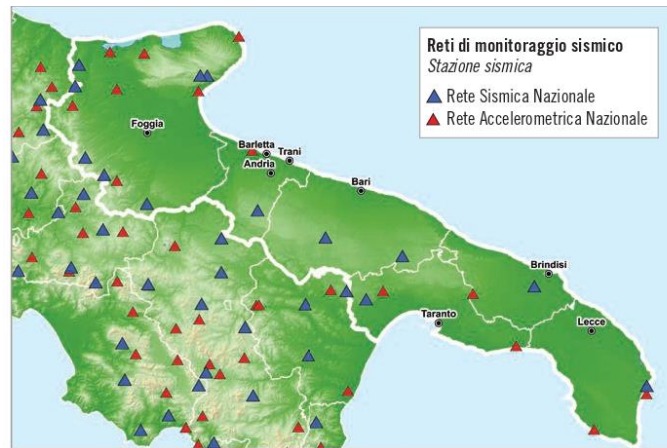 Reti di monitoraggio sismico
Stazione sismica
Rete Sismica Nazionale
Rete Accelerometrica Nazionale
Foggia
Barletta
Trani
Andria
Bari
Brindisi
Taranto
Lecce